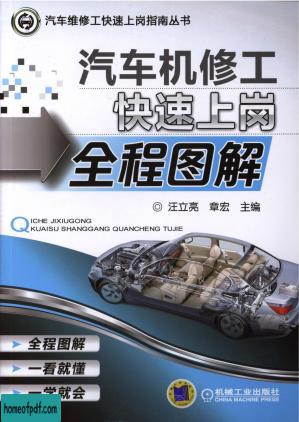 汽车维修工快速上岗指南丛书
汽车机修工
快速上岗
全程图解
◎ 汪立亮 章宏 主编
QICHE JIXIUGONG
KUAISU SHANGGANG QUANCHENG TUJIE
全程图解
一看就懂
一学就会
机械工业出版社
CHINA MACHINE PRESS
homeofpdf.com